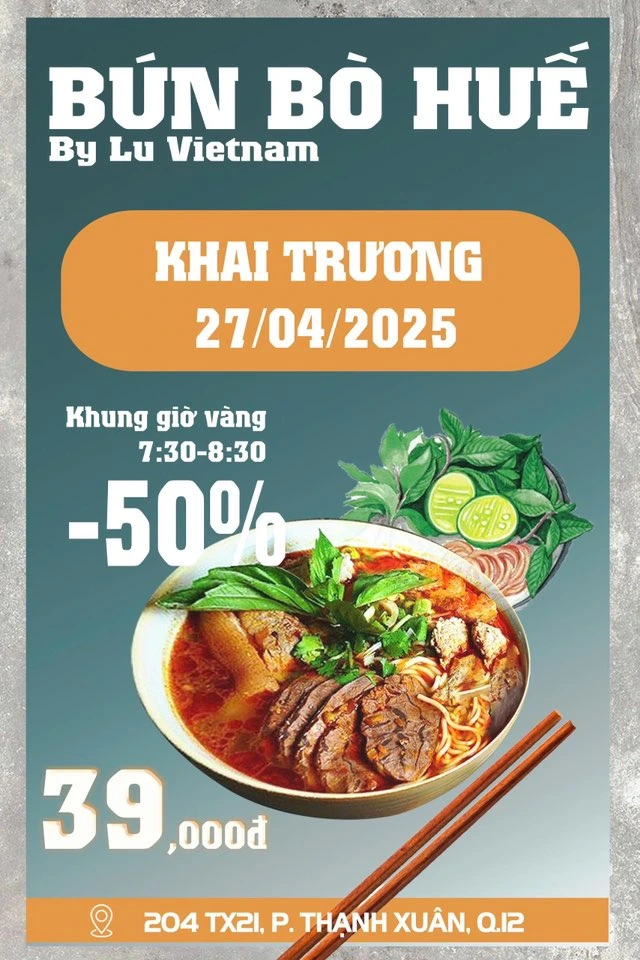 BÚN BÒ HUẾ
By Lu Vietnam
KHAI TRƯƠNG
27/04/2025
Khung giờ vàng
7:30-8:30
-50%
39,000đ
204 TX21, P. THẠNH XUÂN, Q.12